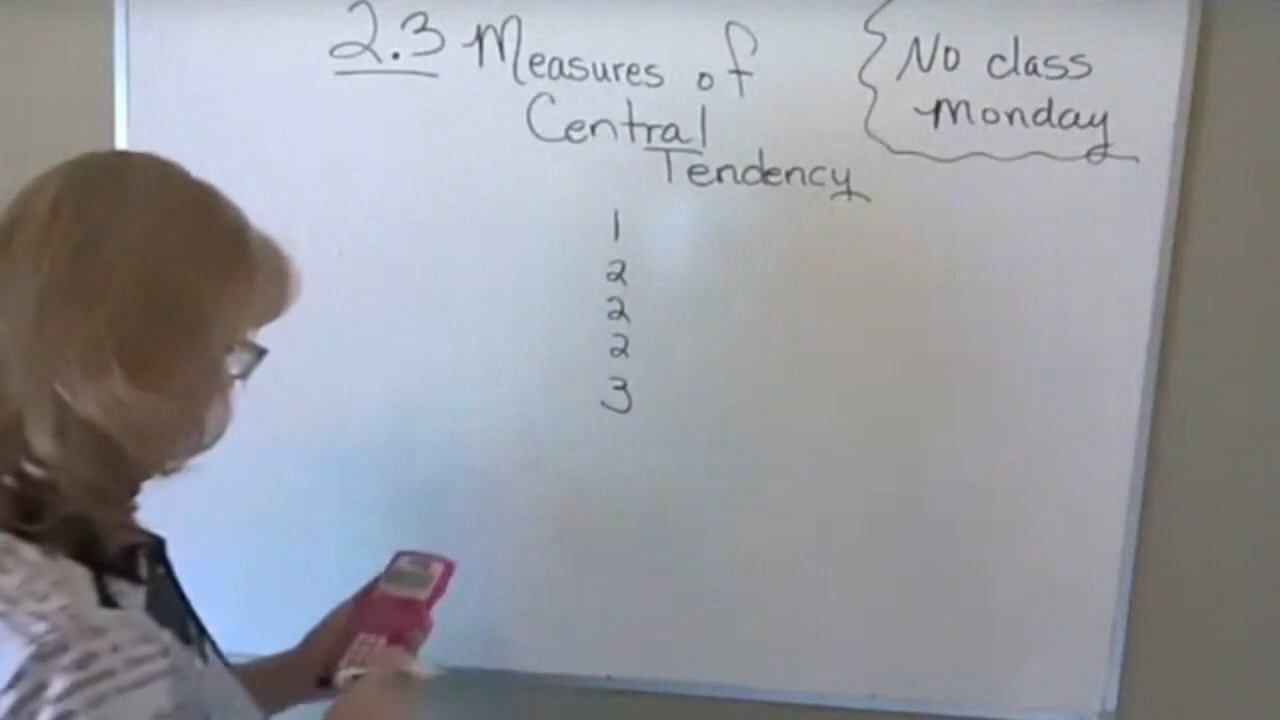 2.3 Measures of
Central
Tendency
No class
Monday
1
2
2
2
3